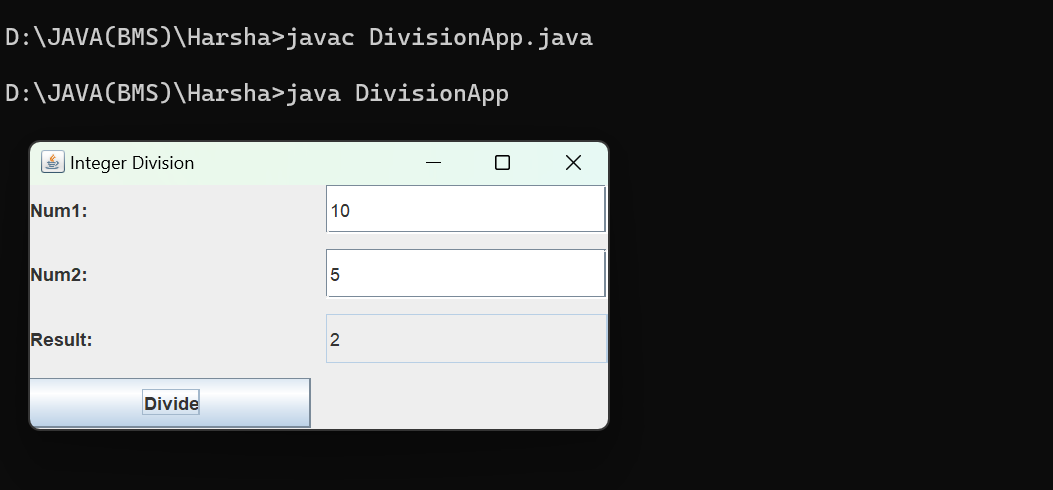 D:\JAVA(BMS)\Harsha>javac DivisionApp.java
D:\JAVA(BMS)\Harsha>java DivisionApp
Integer Division
Num1: 10
Num2: 5
Result: 2
Divide